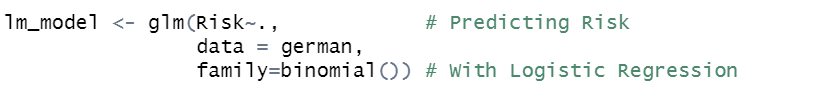 lm_model <- glm(Risk~.,            # Predicting Risk
                data = german,
                family=binomial()) # With Logistic Regression